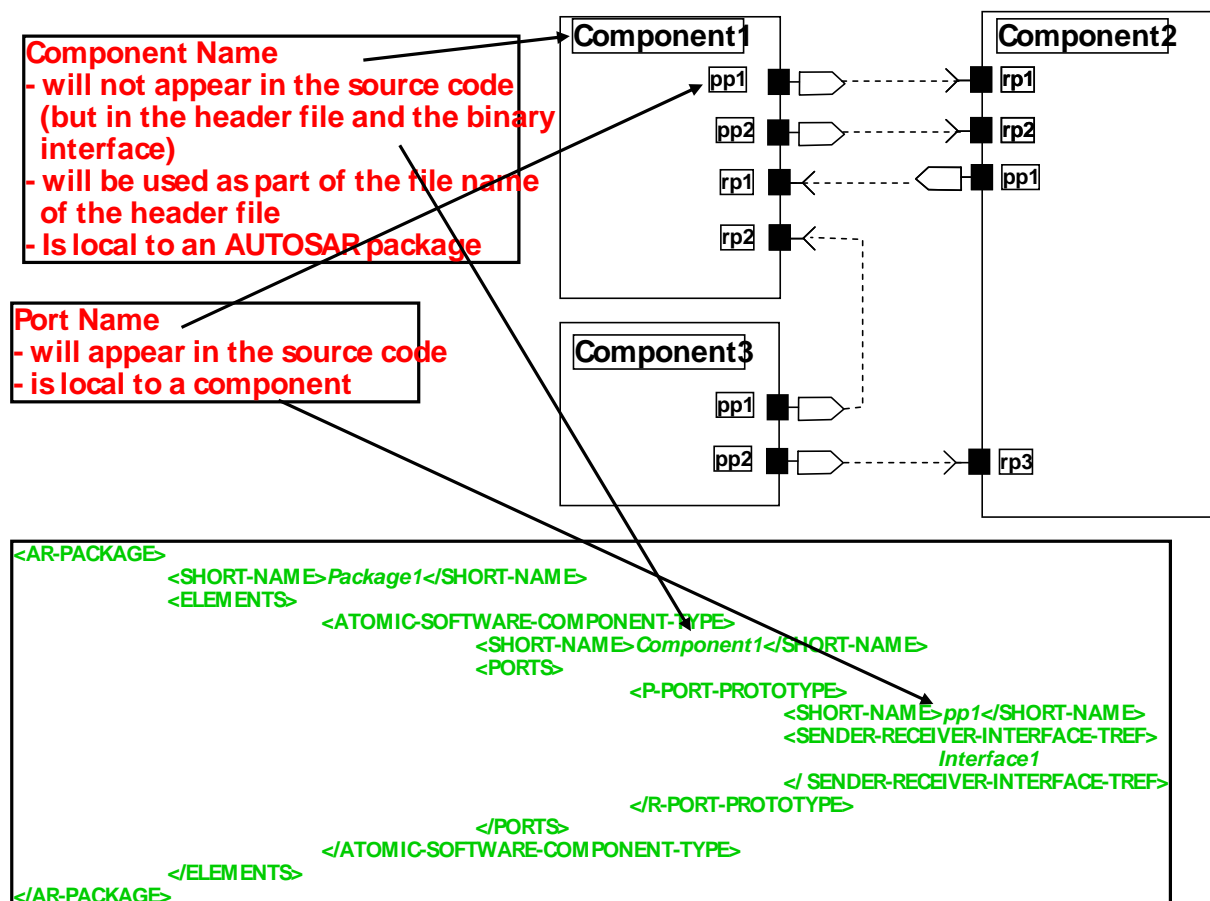 Component Name
- will not appear in the source code
(but in the header file and the binary
interface)
- will be used as part of the file name
of the header file
- Is local to an AUTOSAR package
Port Name
- will appear in the source code
- is local to a component
Component1
pp1
pp2
rp1
rp2
Component2
rp1
rp2
pp1
rp3
Component3
pp1
pp2
<AR-PACKAGE>
<SHORT-NAME>Package1</SHORT-NAME>
<ELEMENTS>
<ATOMIC-SOFTWARE-COMPONENT-TYPE>
<SHORT-NAME>Component1</SHORT-NAME>
<PORTS>
<P-PORT-PROTOTYPE>
<SHORT-NAME>pp1</SHORT-NAME>
<SENDER-RECEIVER-INTERFACE-TREF>
Interface1
</ SENDER-RECEIVER-INTERFACE-TREF>
</R-PORT-PROTOTYPE>
</PORTS>
</ATOMIC-SOFTWARE-COMPONENT-TYPE>
</ELEMENTS>
</AR-PACKAGE>